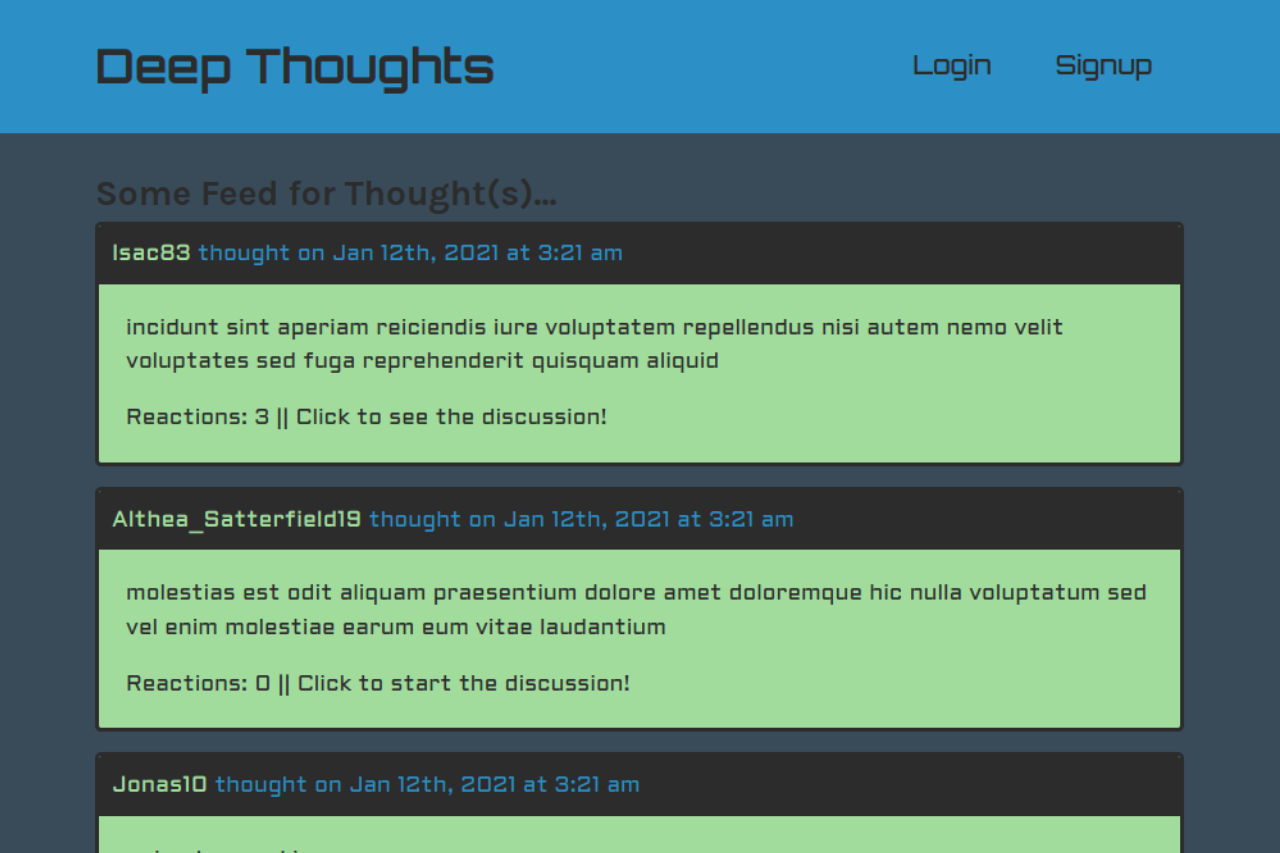 Deep Thoughts
Login Signup
Some Feed for Thought(s)...
Isac83 thought on Jan 12th, 2021 at 3:21 am
incidunt sint aperiam reiciendis iure voluptatem repellendus nisi autem nemo velit
voluptates sed fuga reprehenderit quisquam aliquid
Reactions: 3 || Click to see the discussion!
Althea_Satterfield19 thought on Jan 12th, 2021 at 3:21 am
molestias est odit aliquam praesentium dolore amet doloremque hic nulla voluptatum sed
vel enim molestiae earum eum vitae laudantium
Reactions: 0 || Click to start the discussion!
Jonas10 thought on Jan 12th, 2021 at 3:21 am